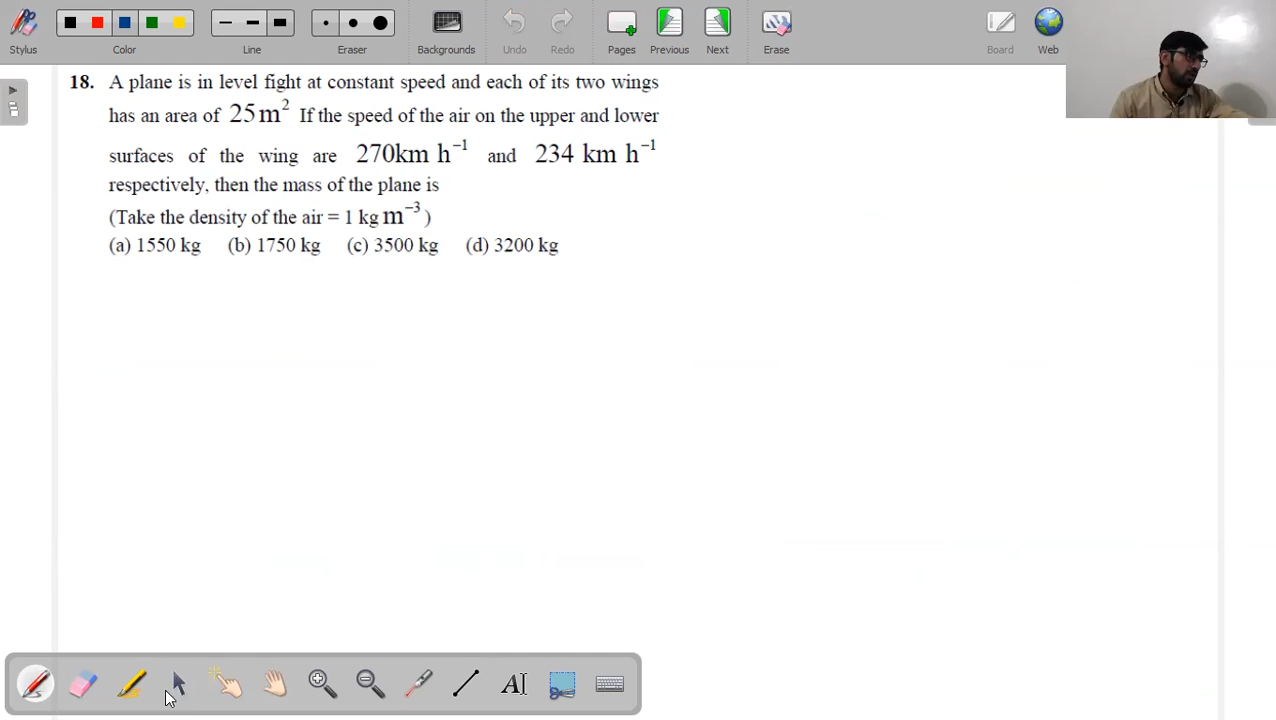 Stylus
Color
Line
Eraser
Backgrounds
Undo
Redo
Pages
Previous
Next
Erase
Board
Web
18. A plane is in level fight at constant speed and each of its two wings
has an area of 25 m² If the speed of the air on the upper and lower
surfaces of the wing are 270km h⁻¹ and 234 km h⁻¹
respectively, then the mass of the plane is
(Take the density of the air = 1 kg m⁻³)
(a) 1550 kg (b) 1750 kg (c) 3500 kg (d) 3200 kg
AI